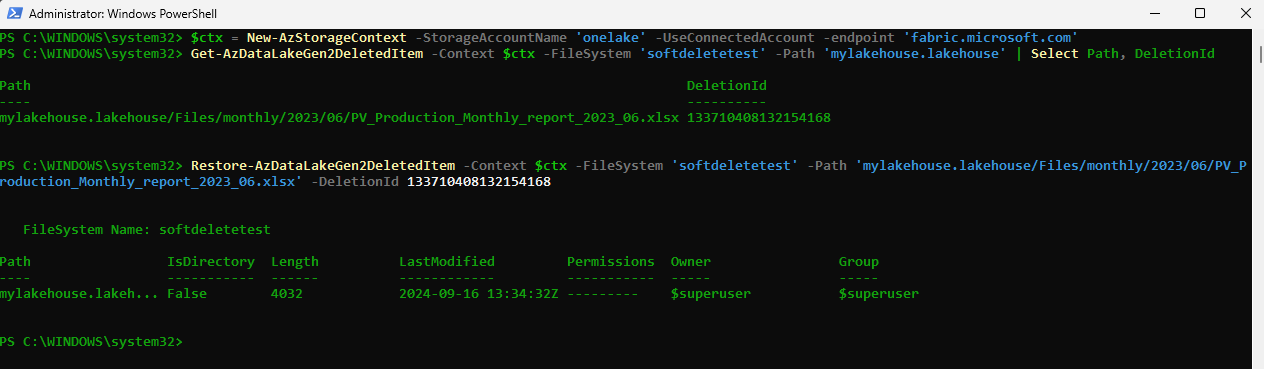 Administrator: Windows PowerShell
PS C:\WINDOWS\system32> $ctx = New-AzStorageContext -StorageAccountName 'onelake' -UseConnectedAccount -endpoint 'fabric.microsoft.com'
PS C:\WINDOWS\system32> Get-AzDataLakeGen2DeletedItem -Context $ctx -FileSystem 'softdeletetest' -Path 'mylakehouse.lakehouse' | Select Path, DeletionId
Path DeletionId
---- ----------
mylakehouse.lakehouse/Files/monthly/2023/06/PV_Production_Monthly_report_2023_06.xlsx 133710408132154168
PS C:\WINDOWS\system32> Restore-AzDataLakeGen2DeletedItem -Context $ctx -FileSystem 'softdeletetest' -Path 'mylakehouse.lakehouse/Files/monthly/2023/06/PV_P
roduction_Monthly_report_2023_06.xlsx' -DeletionId 133710408132154168
FileSystem Name: softdeletetest
Path IsDirectory Length LastModified Permissions Owner Group
---- ----------- ------ ------------ ----------- ----- -----
mylakehouse.lakeh... False 4032 2024-09-16 13:34:32Z --------- $superuser $superuser
PS C:\WINDOWS\system32>